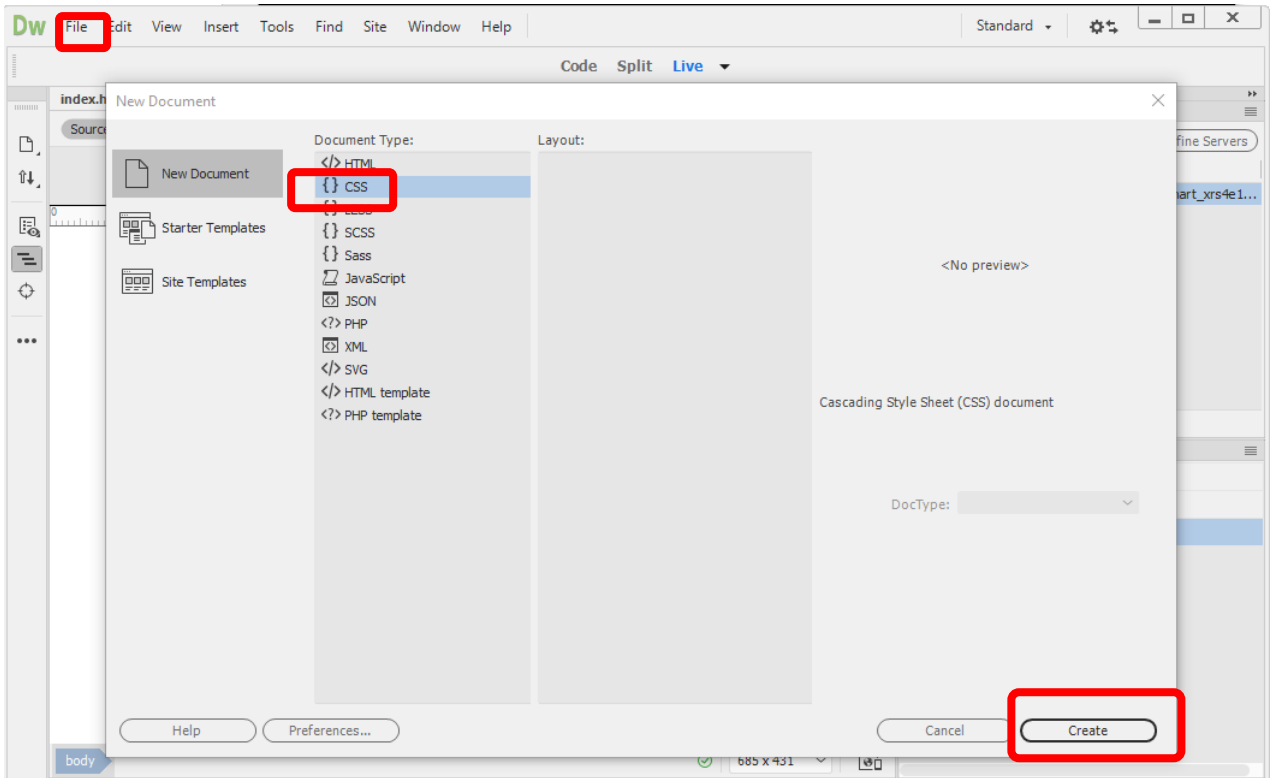 Dw File Edit View Insert Tools Find Site Window Help Standard
Code Split Live
index.h
New Document
Source
Document Type:
Layout:
fine Servers
New Document
Starter Templates
Site Templates
</> HTML
{} CSS
{} LESS
{} SCSS
{} Sass
JavaScript
JSON
<?> PHP
XML
</> SVG
</> HTML template
<?> PHP template
0
art_xrs4e1...
<No preview>
Cascading Style Sheet (CSS) document
DocType:
Help
Preferences...
Cancel
Create
body
685 x 431